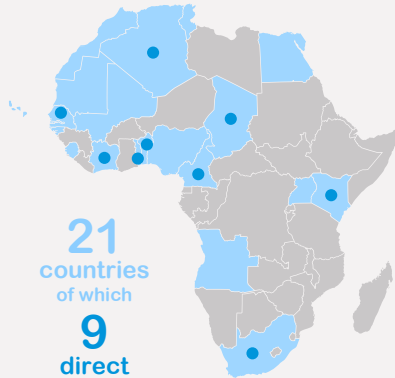 21
countries
of which
9
direct